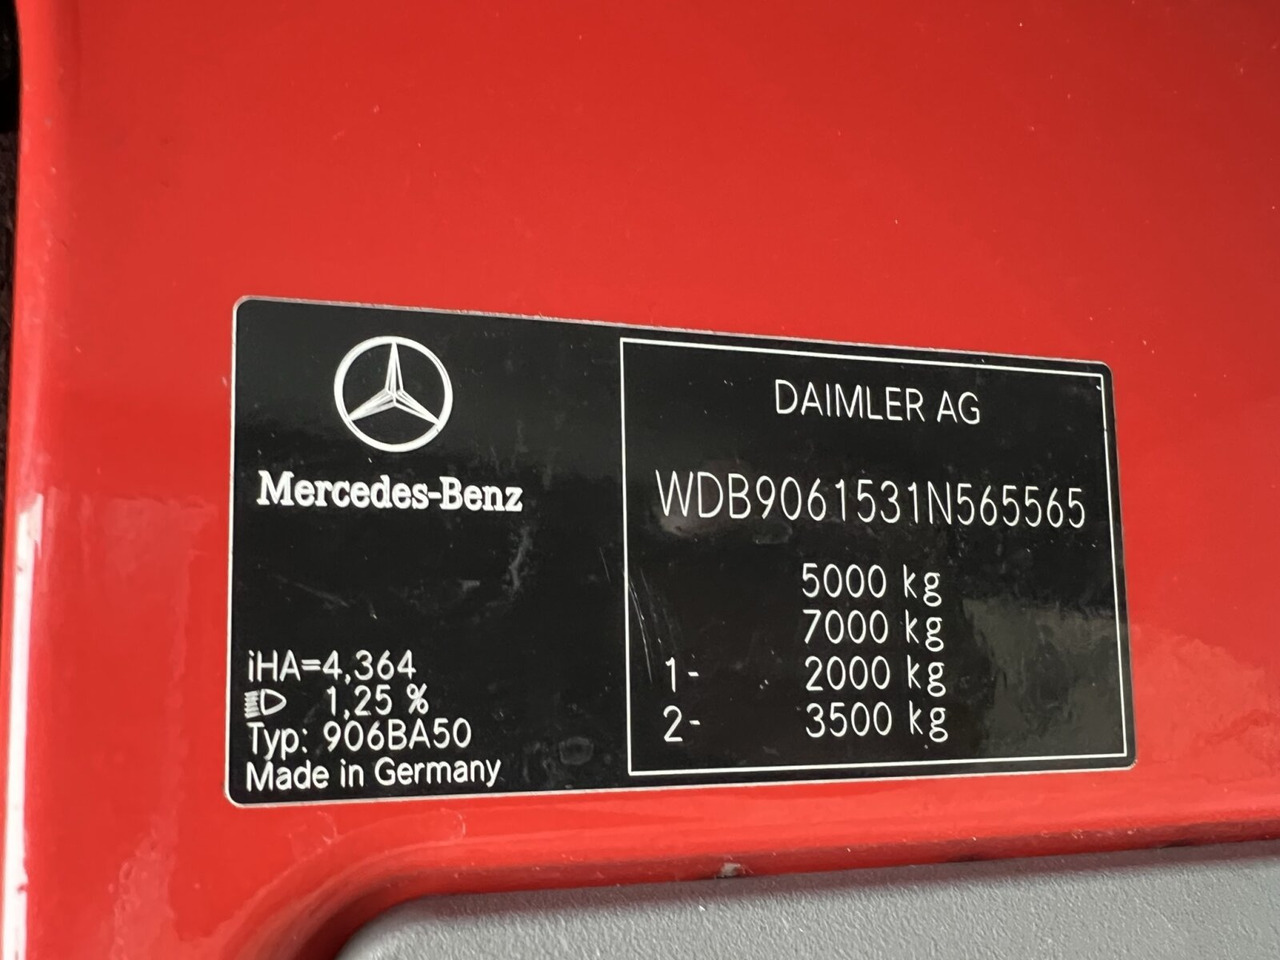 Mercedes-Benz
iHA=4,364
1,25 %
Typ: 906BA50
Made in Germany
DAIMLER AG
WDB9061531N565565
5000 kg
7000 kg
1- 2000 kg
2- 3500 kg